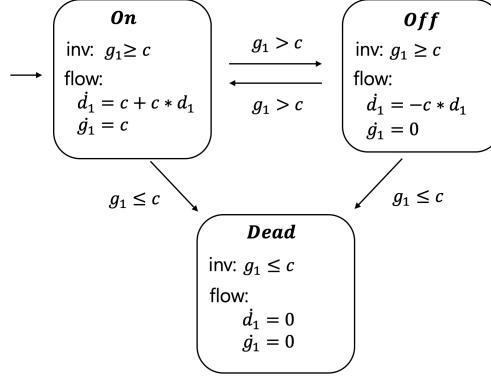 On
inv: g₁ ≥ c
flow:
ḋ₁ = c + c * d₁
ġ₁ = c
g₁ > c
g₁ > c
Off
inv: g₁ ≥ c
flow:
ḋ₁ = −c * d₁
ġ₁ = 0
g₁ ≤ c
g₁ ≤ c
Dead
inv: g₁ ≤ c
flow:
ḋ₁ = 0
ġ₁ = 0